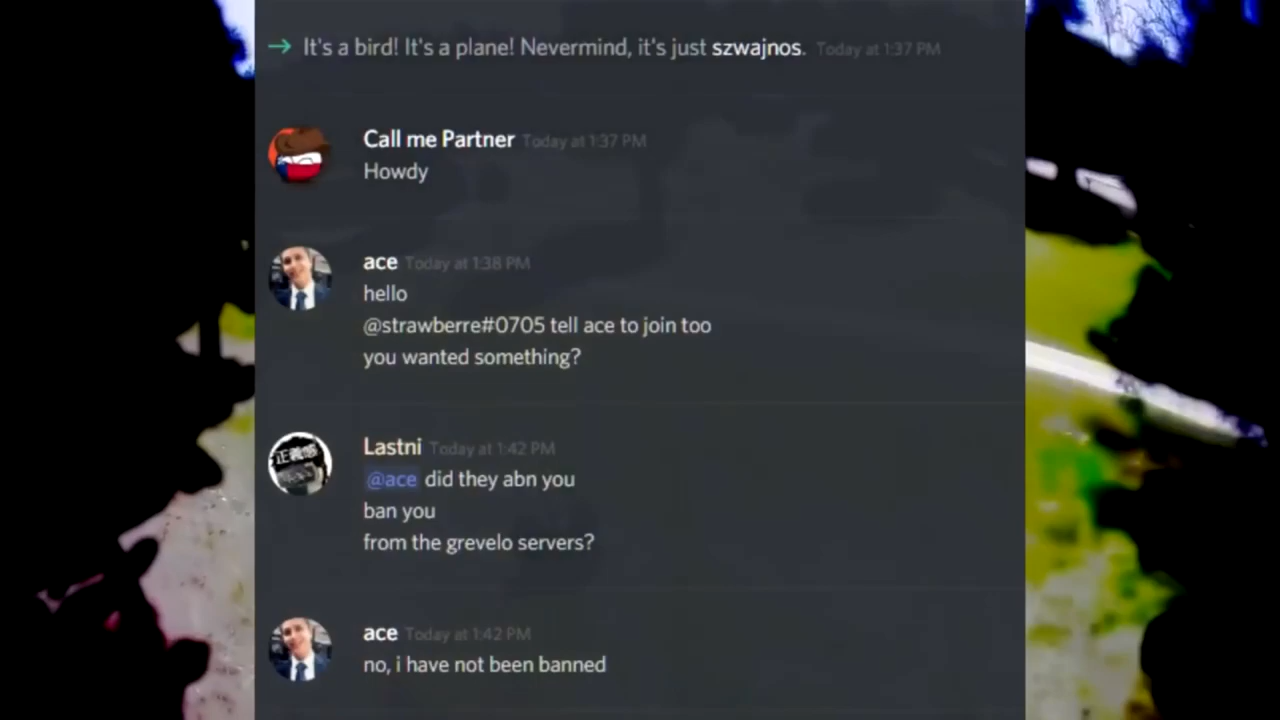 It's a bird! It's a plane! Nevermind, it's just szwajnos. Today at 1:37 PM
Call me Partner Today at 1:37 PM
Howdy
ace Today at 1:38 PM
hello
@strawberre#0705 tell ace to join too
you wanted something?
Lastni Today at 1:42 PM
正義感
@ace did they abn you
ban you
from the grevelo servers?
ace Today at 1:42 PM
no, i have not been banned